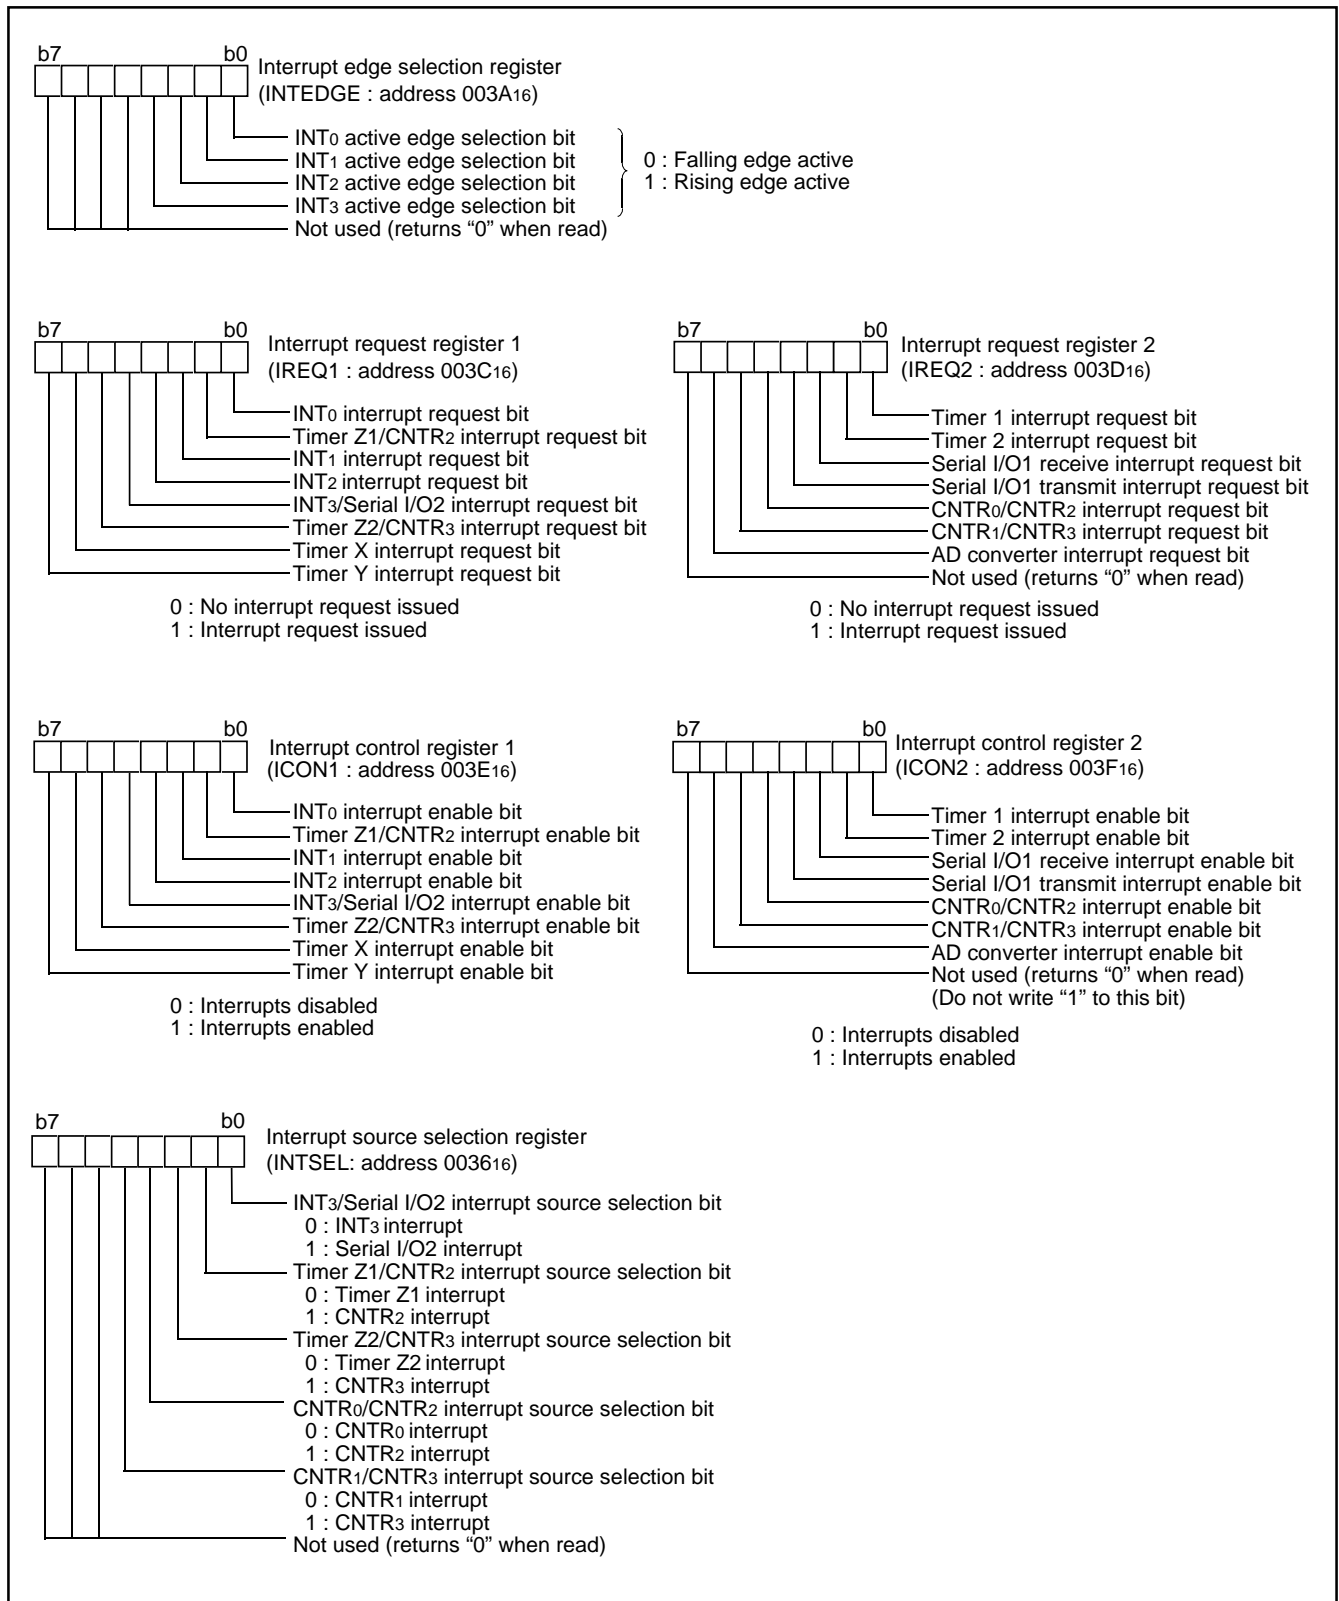 b7 b0
Interrupt edge selection register
(INTEDGE : address 003A16)
INT0 active edge selection bit
INT1 active edge selection bit
INT2 active edge selection bit
INT3 active edge selection bit
0 : Falling edge active
1 : Rising edge active
Not used (returns “0” when read)
b7 b0
Interrupt request register 1
(IREQ1 : address 003C16)
INT0 interrupt request bit
Timer Z1/CNTR2 interrupt request bit
INT1 interrupt request bit
INT2 interrupt request bit
INT3/Serial I/O2 interrupt request bit
Timer Z2/CNTR3 interrupt request bit
Timer X interrupt request bit
Timer Y interrupt request bit
0 : No interrupt request issued
1 : Interrupt request issued
b7 b0
Interrupt request register 2
(IREQ2 : address 003D16)
Timer 1 interrupt request bit
Timer 2 interrupt request bit
Serial I/O1 receive interrupt request bit
Serial I/O1 transmit interrupt request bit
CNTR0/CNTR2 interrupt request bit
CNTR1/CNTR3 interrupt request bit
AD converter interrupt request bit
Not used (returns “0” when read)
0 : No interrupt request issued
1 : Interrupt request issued
b7 b0
Interrupt control register 1
(ICON1 : address 003E16)
INT0 interrupt enable bit
Timer Z1/CNTR2 interrupt enable bit
INT1 interrupt enable bit
INT2 interrupt enable bit
INT3/Serial I/O2 interrupt enable bit
Timer Z2/CNTR3 interrupt enable bit
Timer X interrupt enable bit
Timer Y interrupt enable bit
0 : Interrupts disabled
1 : Interrupts enabled
b7 b0
Interrupt control register 2
(ICON2 : address 003F16)
Timer 1 interrupt enable bit
Timer 2 interrupt enable bit
Serial I/O1 receive interrupt enable bit
Serial I/O1 transmit interrupt enable bit
CNTR0/CNTR2 interrupt enable bit
CNTR1/CNTR3 interrupt enable bit
AD converter interrupt enable bit
Not used (returns “0” when read)
(Do not write “1” to this bit)
0 : Interrupts disabled
1 : Interrupts enabled
b7 b0
Interrupt source selection register
(INTSEL: address 003616)
INT3/Serial I/O2 interrupt source selection bit
0 : INT3 interrupt
1 : Serial I/O2 interrupt
Timer Z1/CNTR2 interrupt source selection bit
0 : Timer Z1 interrupt
1 : CNTR2 interrupt
Timer Z2/CNTR3 interrupt source selection bit
0 : Timer Z2 interrupt
1 : CNTR3 interrupt
CNTR0/CNTR2 interrupt source selection bit
0 : CNTR0 interrupt
1 : CNTR2 interrupt
CNTR1/CNTR3 interrupt source selection bit
0 : CNTR1 interrupt
1 : CNTR3 interrupt
Not used (returns “0” when read)